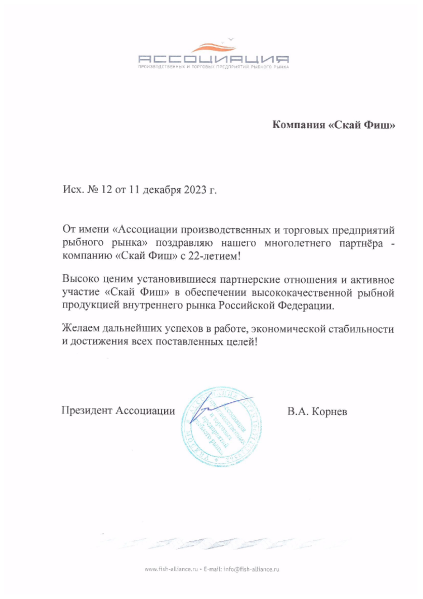 АССОЦИАЦИЯ
ПРОИЗВОДСТВЕННЫХ И ТОРГОВЫХ ПРЕДПРИЯТИЙ РЫБНОГО РЫНКА
Компания «Скай Фиш»
Исх. № 12 от 11 декабря 2023 г.
От имени «Ассоциации производственных и торговых предприятий
рыбного рынка» поздравляю нашего многолетнего партнёра -
компанию «Скай Фиш» с 22-летием!
Высоко ценим установившиеся партнерские отношения и активное
участие «Скай Фиш» в обеспечении высококачественной рыбной
продукцией внутреннего рынка Российской Федерации.
Желаем дальнейших успехов в работе, экономической стабильности
и достижения всех поставленных целей!
Президент Ассоциации
В.А. Корнев
www.fish-alliance.ru • E-mail: info@fish-alliance.ru